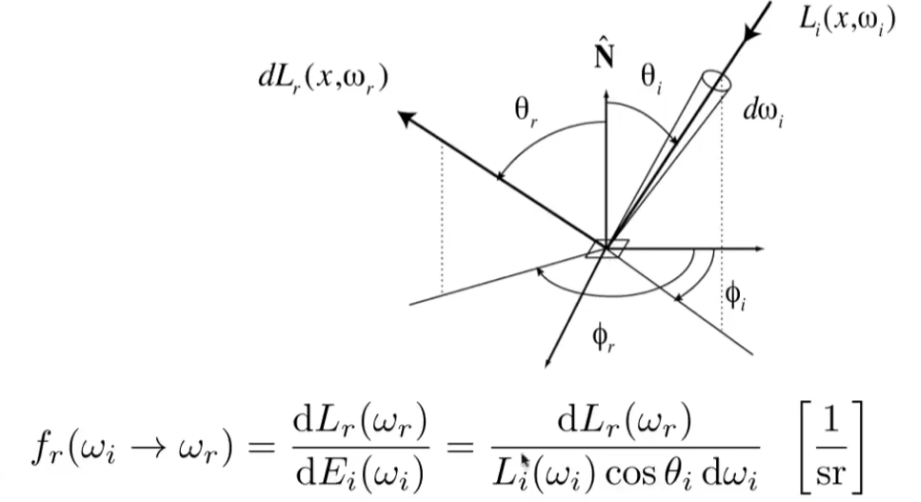 L_i(x,ω_i)
N̂
θ_i
dL_r(x,ω_r)
θ_r
dω_i
ϕ_i
ϕ_r
f_r(ω_i → ω_r) = dL_r(ω_r) / dE_i(ω_i) = dL_r(ω_r) / L_i(ω_i) cos θ_i dω_i [1/sr]